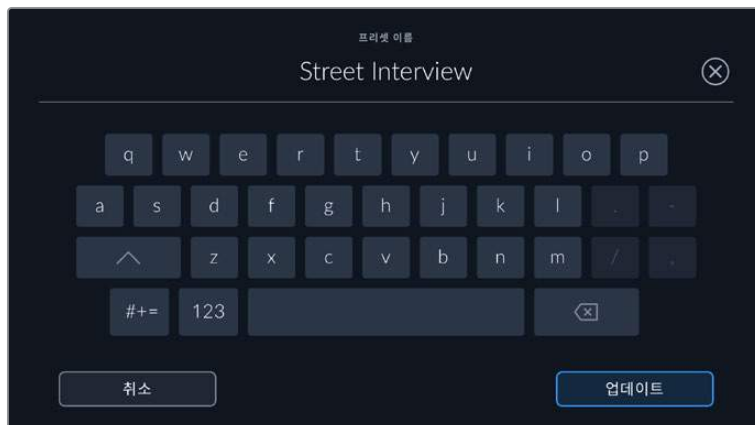 프리셋 이름
Street Interview
q w e r t y u i o p
a s d f g h j k l . -
z x c v b n m / ,
#+= 123
취소 업데이트